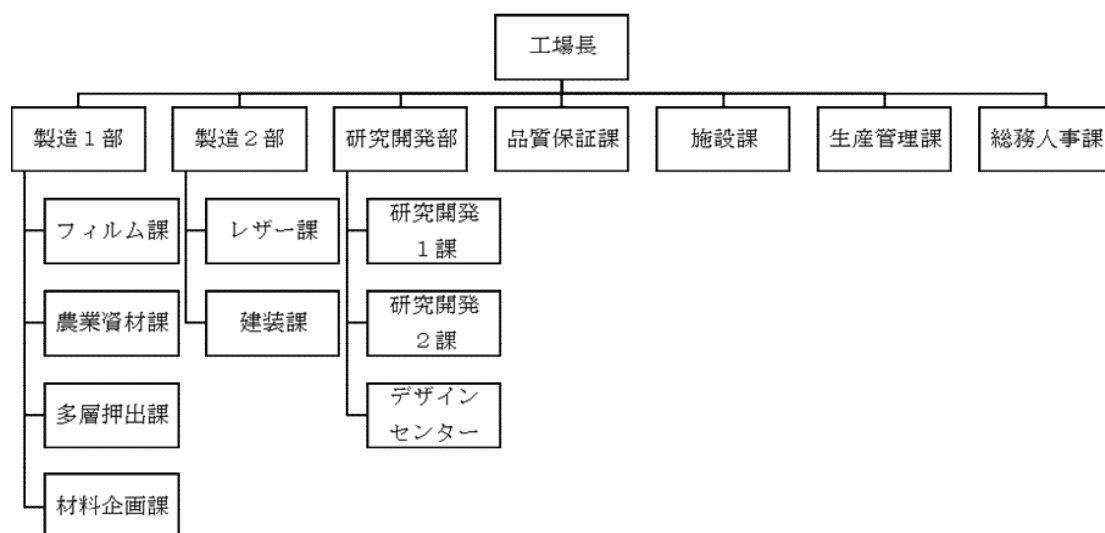 工場長
製造１部
製造２部
研究開発部
品質保証課
施設課
生産管理課
総務人事課
フィルム課
農業資材課
多層押出課
材料企画課
レザー課
建装課
研究開発
１課
研究開発
２課
デザイン
センター